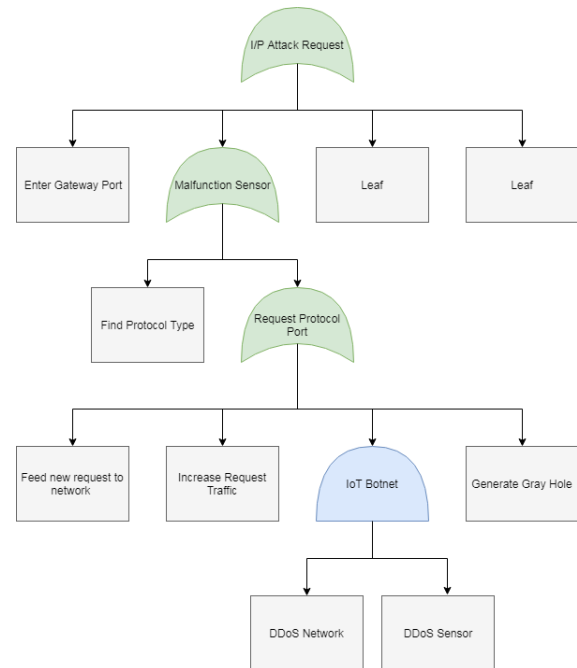 I/P Attack Request
Enter Gateway Port
Malfunction Sensor
Leaf
Leaf
Find Protocol Type
Request Protocol
Port
Feed new request to
network
Increase Request
Traffic
IoT Botnet
Generate Gray Hole
DDoS Network
DDoS Sensor